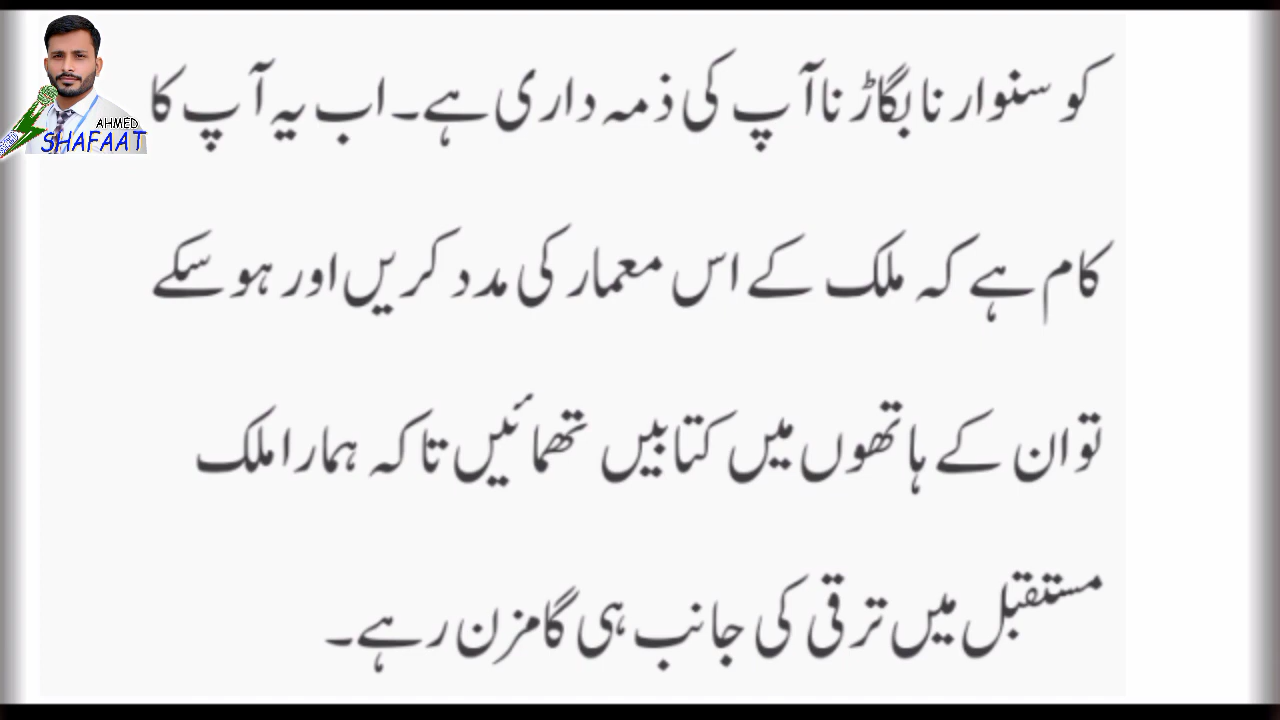 AHMED
SHAFAAT
کو سنوارنا بگاڑنا آپ کی ذمہ داری ہے۔ اب یہ آپ کا
کام ہے کہ ملک کے اس معمار کی مدد کریں اور ہو سکے
تو ان کے ہاتھوں میں کتابیں تھمائیں تاکہ ہمارا ملک
مستقبل میں ترقی کی جانب ہی گامزن رہے۔